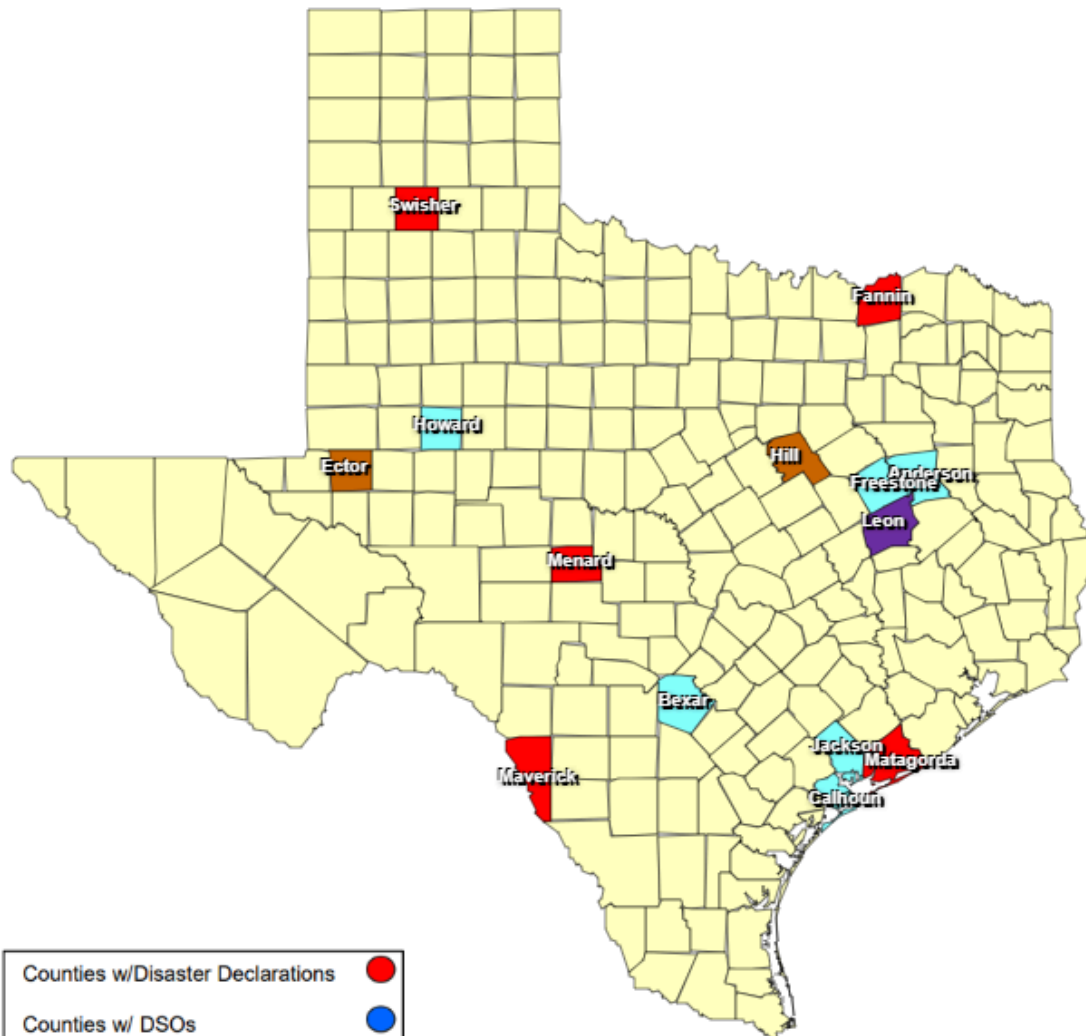 Swisher
Fannin
Howard
Hill
Ector
Anderson
Freestone
Leon
Menard
Bexar
Jackson
Matagorda
Maverick
Calhoun
Counties w/Disaster Declarations
Counties w/ DSOs